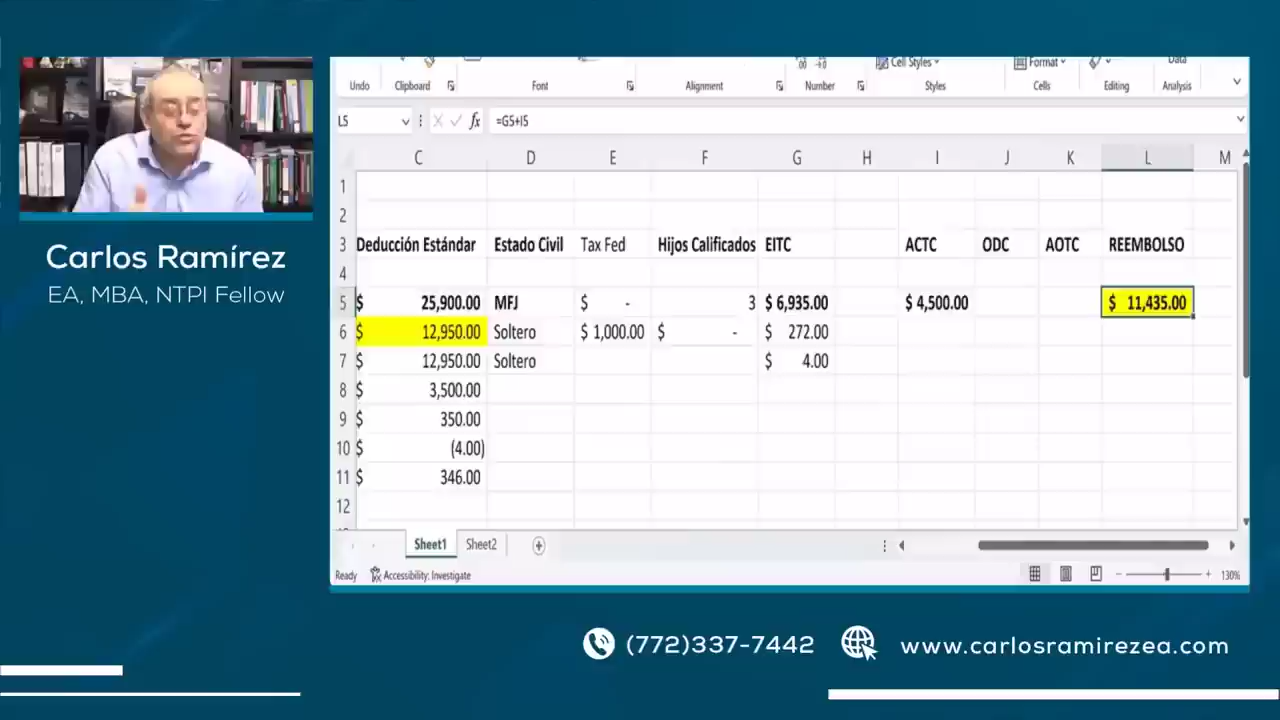 Carlos Ramírez
EA, MBA, NTPI Fellow
Cell Styles
Format
Data
Undo Clipboard Font Alignment Number Styles Cells Editing Analysis
L5 fx =G5+I5
C D E F G H I J K L M
1
2
3 Deducción Estándar Estado Civil Tax Fed Hijos Calificados EITC ACTC ODC AOTC REEMBOLSO
4
5 $ 25,900.00 MFJ $ - 3 $ 6,935.00 $ 4,500.00 $ 11,435.00
6 $ 12,950.00 Soltero $ 1,000.00 $ - $ 272.00
7 $ 12,950.00 Soltero $ 4.00
8 $ 3,500.00
9 $ 350.00
10 $ (4.00)
11 $ 346.00
12
Sheet1 Sheet2
Ready Accessibility: Investigate 130%
(772)337-7442 www.carlosramirezea.com